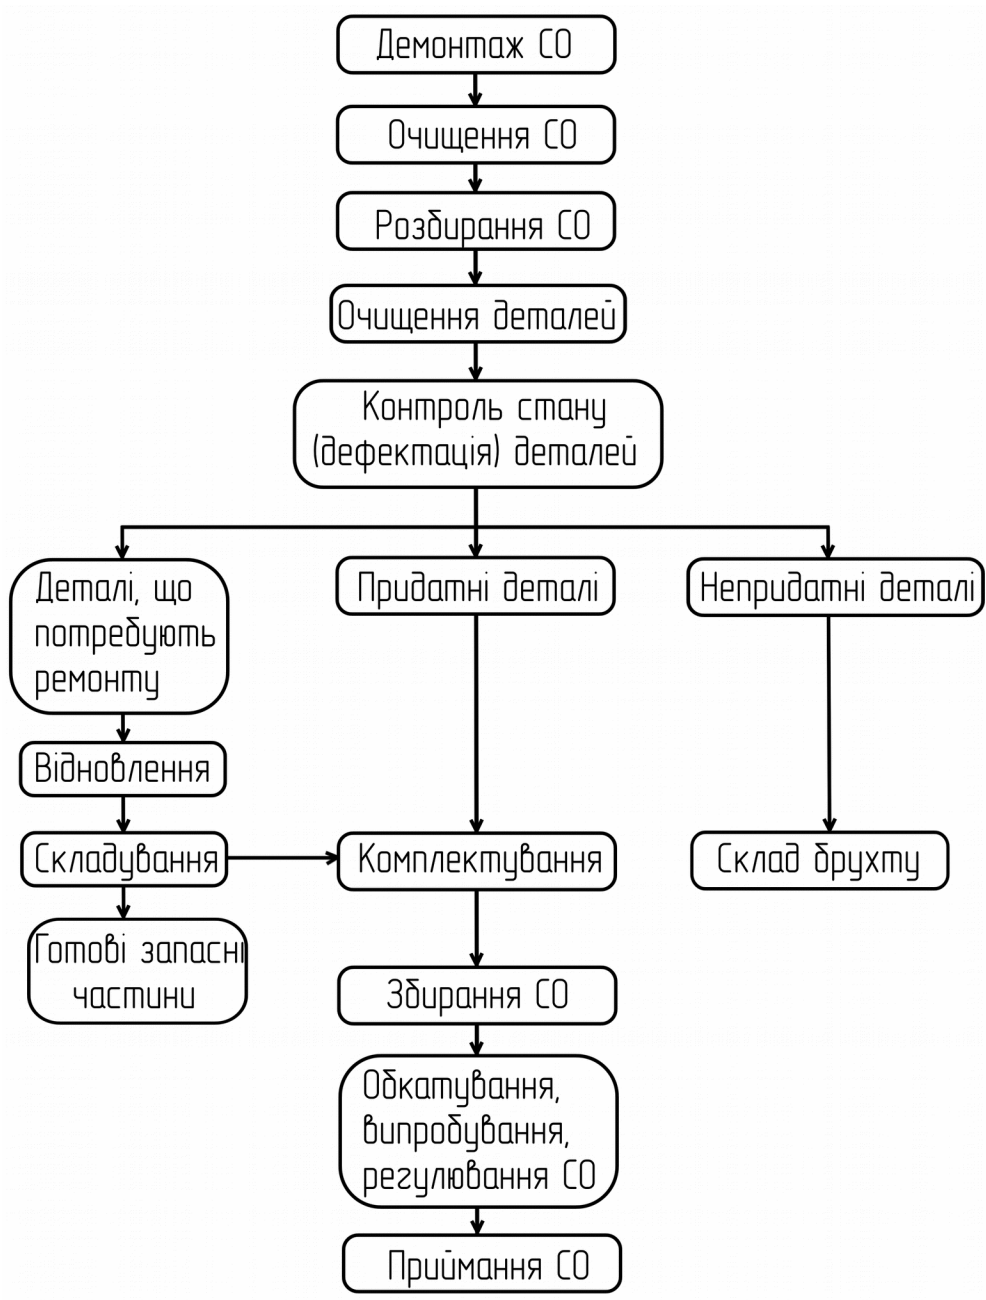 Демонтаж СО
Очищення СО
Розбирання СО
Очищення деталей
Контроль стану
(дефектація) деталей
Деталі, що
потребують
ремонту
Придатні деталі
Непридатні деталі
Відновлення
Складування
Комплектування
Склад брухту
Готові запасні
частини
Збирання СО
Обкатування,
випробування,
регулювання СО
Приймання СО